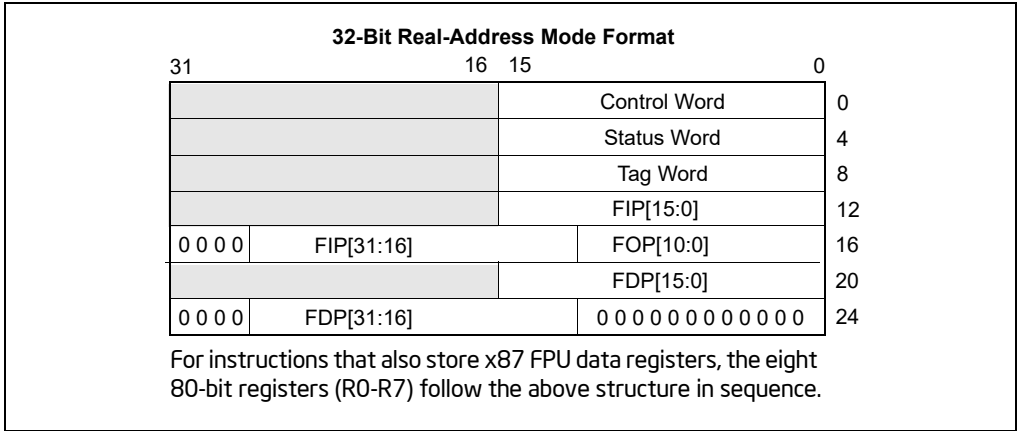 32-Bit Real-Address Mode Format
31 16 15 0
Control Word 0
Status Word 4
Tag Word 8
FIP[15:0] 12
0 0 0 0 FIP[31:16] FOP[10:0] 16
FDP[15:0] 20
0 0 0 0 FDP[31:16] 0 0 0 0 0 0 0 0 0 0 0 0 24
For instructions that also store x87 FPU data registers, the eight
80-bit registers (R0-R7) follow the above structure in sequence.